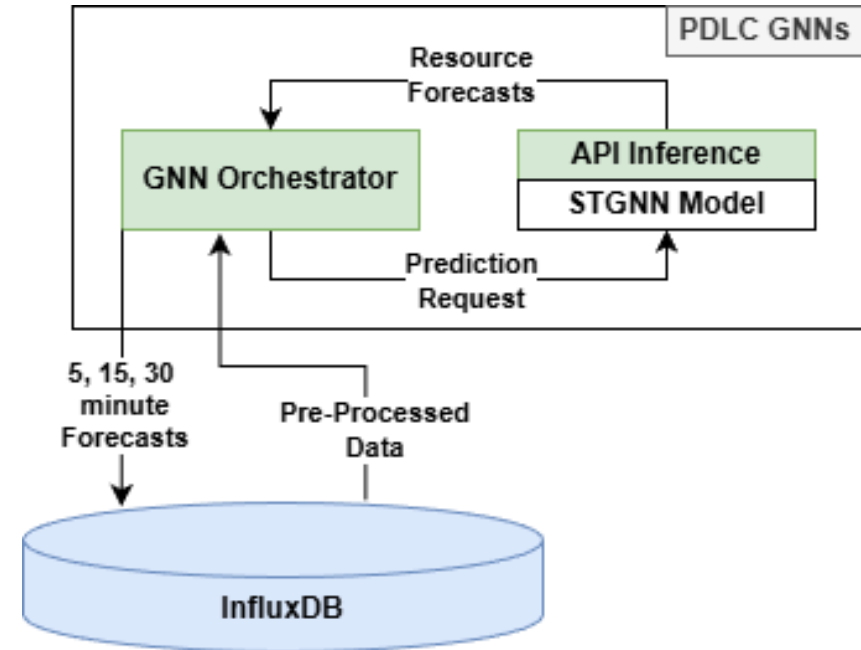 PDLC GNNs
Resource
Forecasts
GNN Orchestrator
API Inference
STGNN Model
Prediction
Request
5, 15, 30
minute
Forecasts
Pre-Processed
Data
InfluxDB